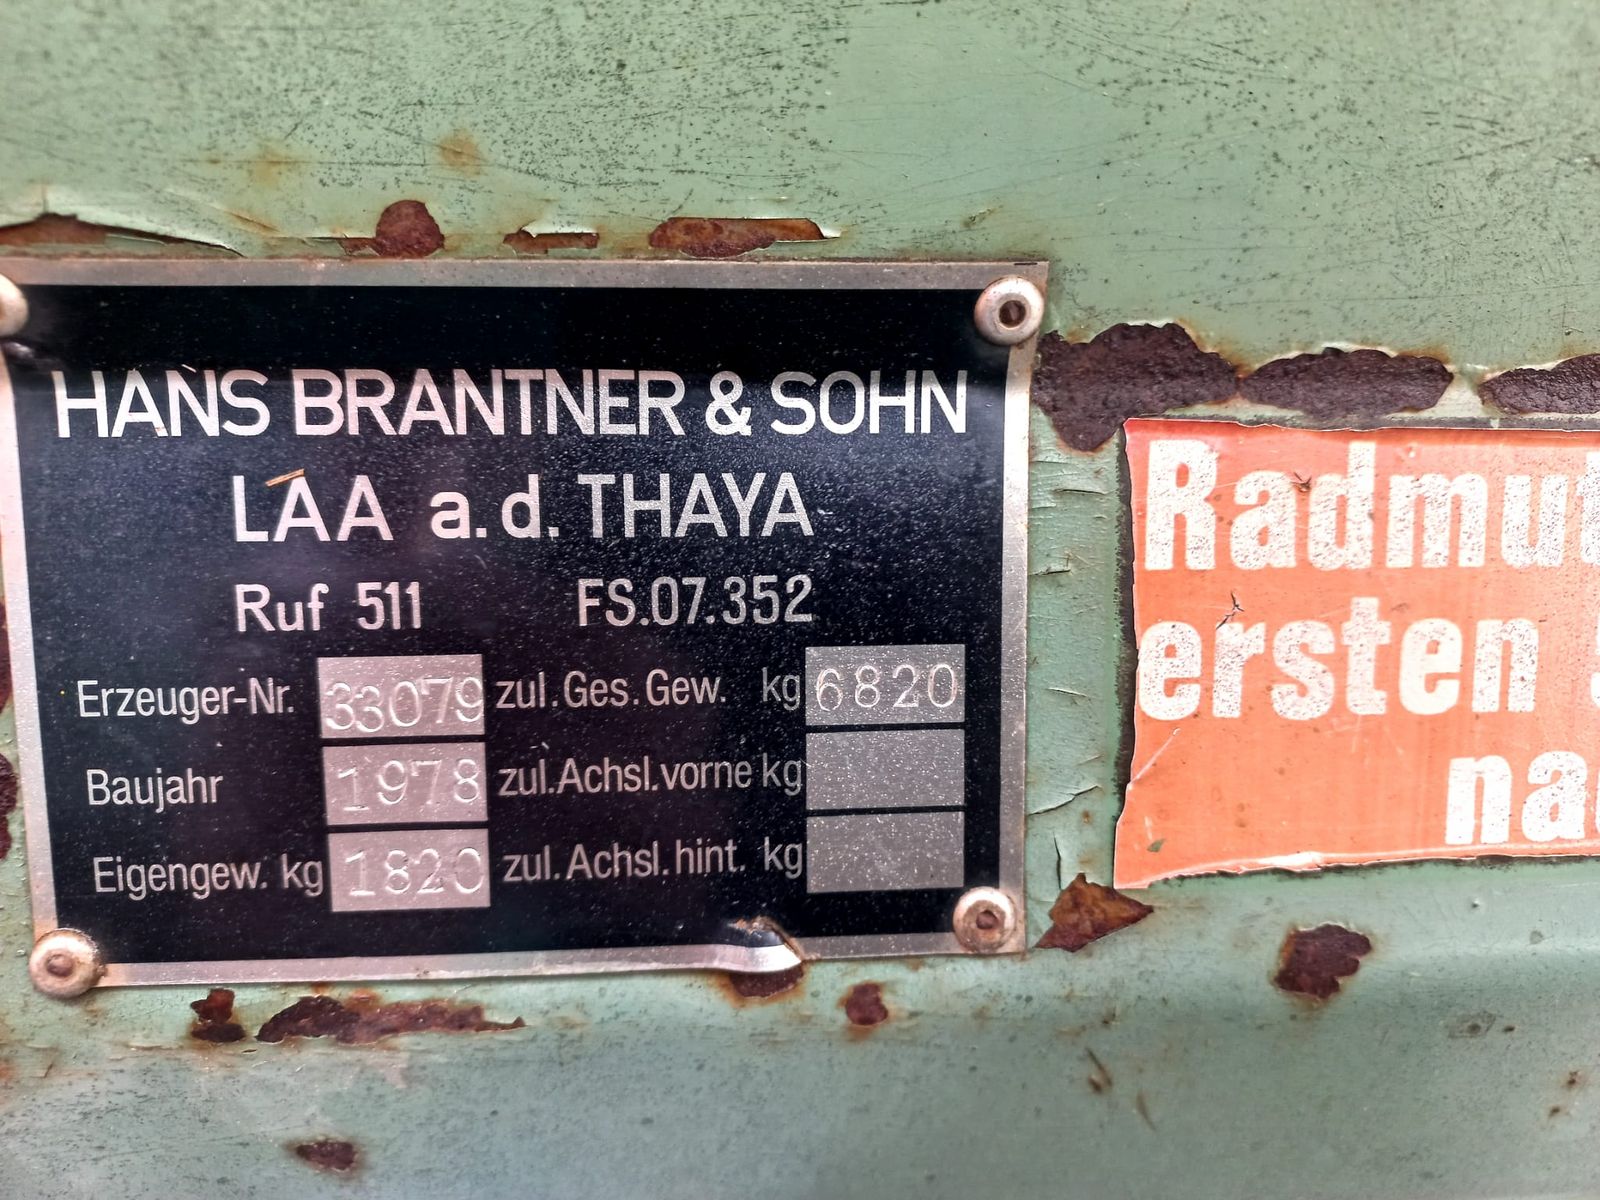 HANS BRANTNER & SOHN
LAA a.d. THAYA
Ruf 511 FS.07.352
Erzeuger-Nr. 33079 zul.Ges.Gew. kg 6820
Baujahr 1978 zul.Achsl.vorne kg
Eigengew. kg 1820 zul.Achsl.hint. kg
Radmut
ersten
na